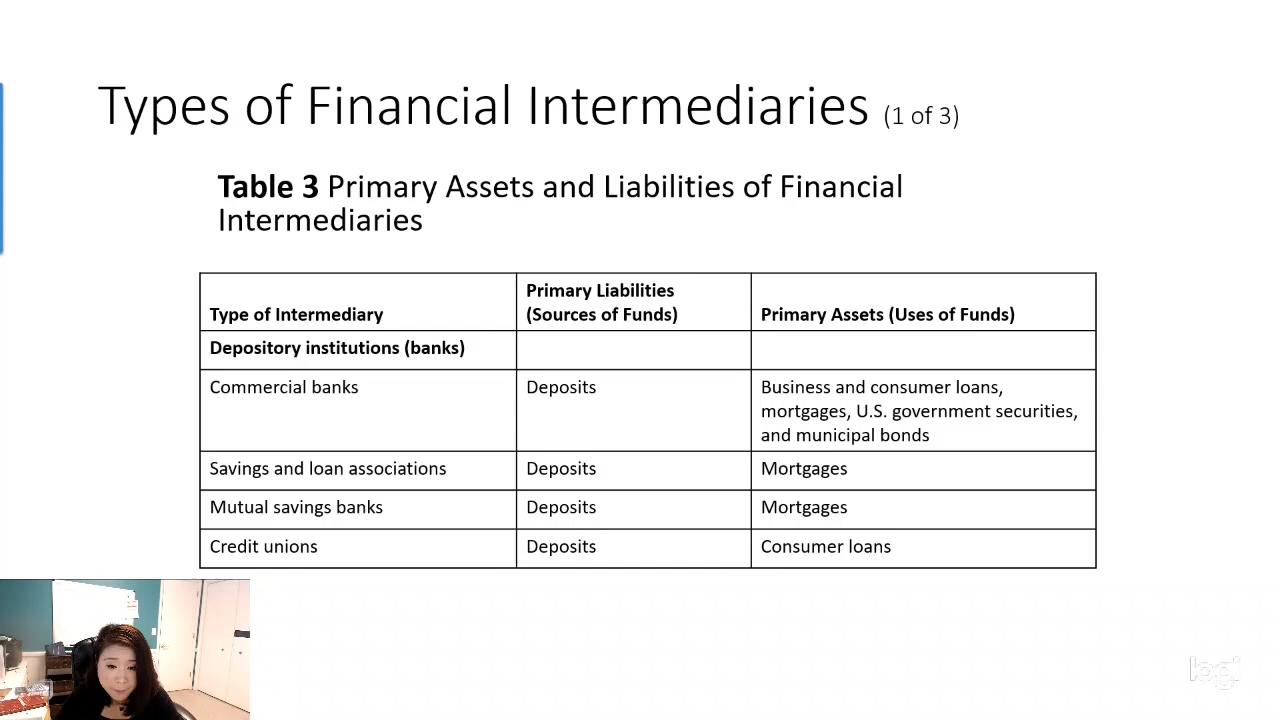 Types of Financial Intermediaries (1 of 3)
Table 3 Primary Assets and Liabilities of Financial
Intermediaries
Type of Intermediary
Primary Liabilities
(Sources of Funds)
Primary Assets (Uses of Funds)
Depository institutions (banks)
Commercial banks
Deposits
Business and consumer loans,
mortgages, U.S. government securities,
and municipal bonds
Savings and loan associations
Deposits
Mortgages
Mutual savings banks
Deposits
Mortgages
Credit unions
Deposits
Consumer loans
logi